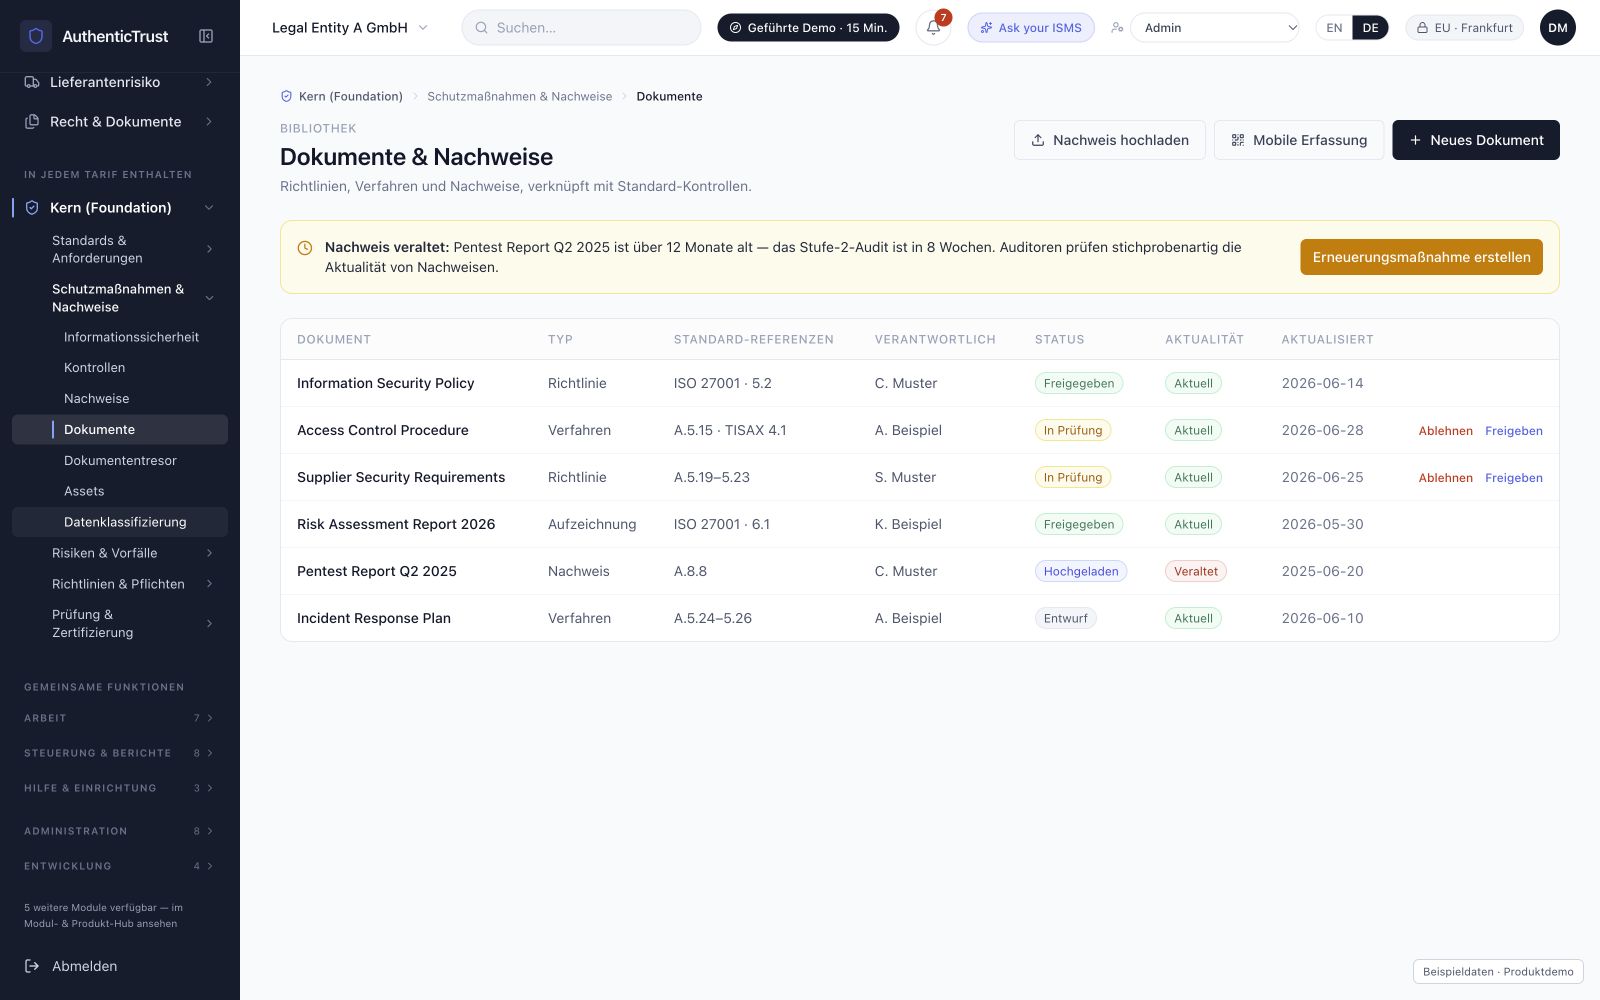 AuthenticTrust
Lieferantenrisiko
Recht & Dokumente
IN JEDEM TARIF ENTHALTEN
Kern (Foundation)
Standards &
Anforderungen
Schutzmaßnahmen &
Nachweise
Informationssicherheit
Kontrollen
Nachweise
Dokumente
Dokumententresor
Assets
Datenklassifizierung
Risiken & Vorfälle
Richtlinien & Pflichten
Prüfung &
Zertifizierung
GEMEINSAME FUNKTIONEN
ARBEIT 7
STEUERUNG & BERICHTE 8
HILFE & EINRICHTUNG 3
ADMINISTRATION 8
ENTWICKLUNG 4
5 weitere Module verfügbar — im
Modul- & Produkt-Hub ansehen
Abmelden
Legal Entity A GmbH Suchen... Geführte Demo · 15 Min. 7 Ask your ISMS Admin EN DE EU · Frankfurt DM
Kern (Foundation) Schutzmaßnahmen & Nachweise Dokumente
BIBLIOTHEK
Dokumente & Nachweise
Richtlinien, Verfahren und Nachweise, verknüpft mit Standard-Kontrollen.
Nachweis hochladen Mobile Erfassung + Neues Dokument
Nachweis veraltet: Pentest Report Q2 2025 ist über 12 Monate alt — das Stufe-2-Audit ist in 8 Wochen. Auditoren prüfen stichprobenartig die
Aktualität von Nachweisen.
Erneuerungsmaßnahme erstellen
DOKUMENT TYP STANDARD-REFERENZEN VERANTWORTLICH STATUS AKTUALITÄT AKTUALISIERT
Information Security Policy Richtlinie ISO 27001 · 5.2 C. Muster Freigegeben Aktuell 2026-06-14
Access Control Procedure Verfahren A.5.15 · TISAX 4.1 A. Beispiel In Prüfung Aktuell 2026-06-28 Ablehnen Freigeben
Supplier Security Requirements Richtlinie A.5.19–5.23 S. Muster In Prüfung Aktuell 2026-06-25 Ablehnen Freigeben
Risk Assessment Report 2026 Aufzeichnung ISO 27001 · 6.1 K. Beispiel Freigegeben Aktuell 2026-05-30
Pentest Report Q2 2025 Nachweis A.8.8 C. Muster Hochgeladen Veraltet 2025-06-20
Incident Response Plan Verfahren A.5.24–5.26 A. Beispiel Entwurf Aktuell 2026-06-10
Beispieldaten · Produktdemo